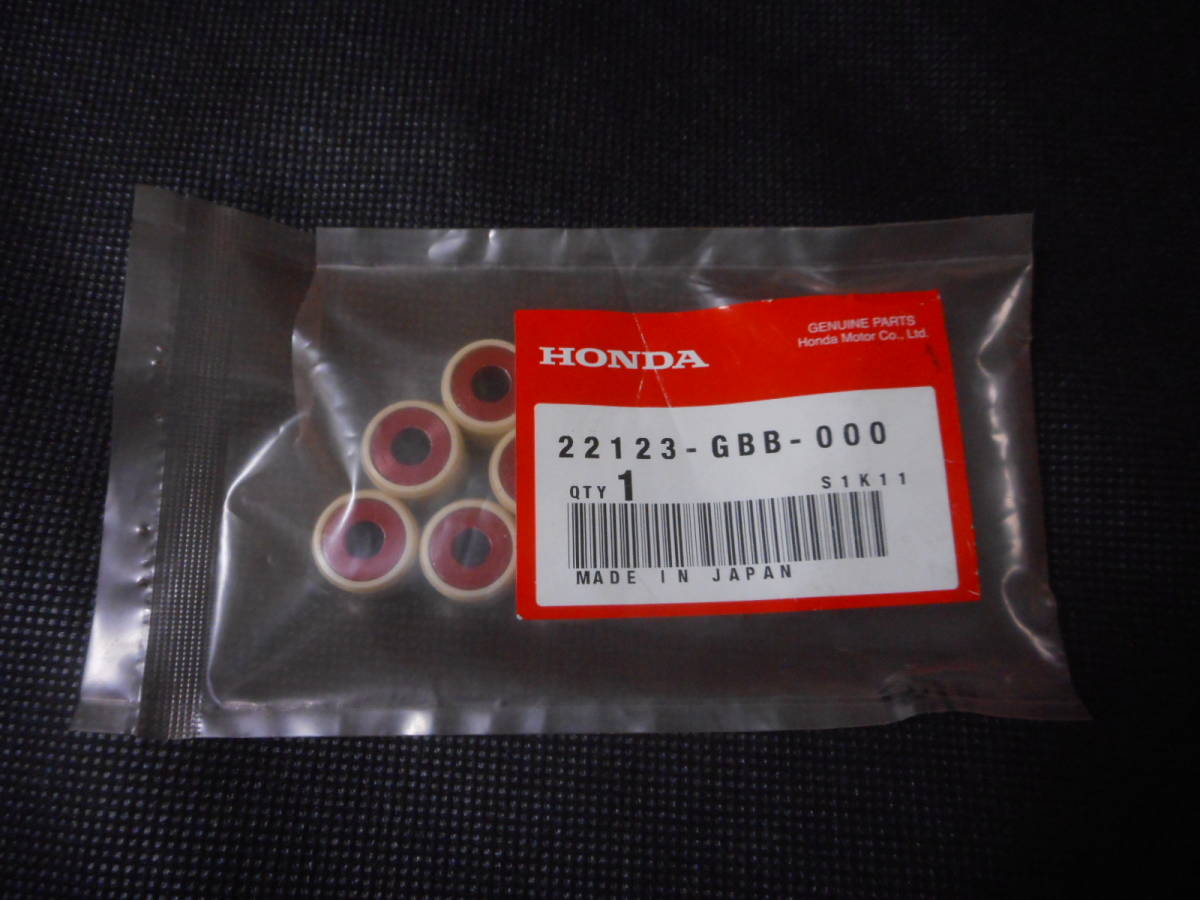 GENUINE PARTS
Honda Motor Co., Ltd.
HONDA
22123-GBB-000
QTY 1 S1K11
MADE IN JAPAN